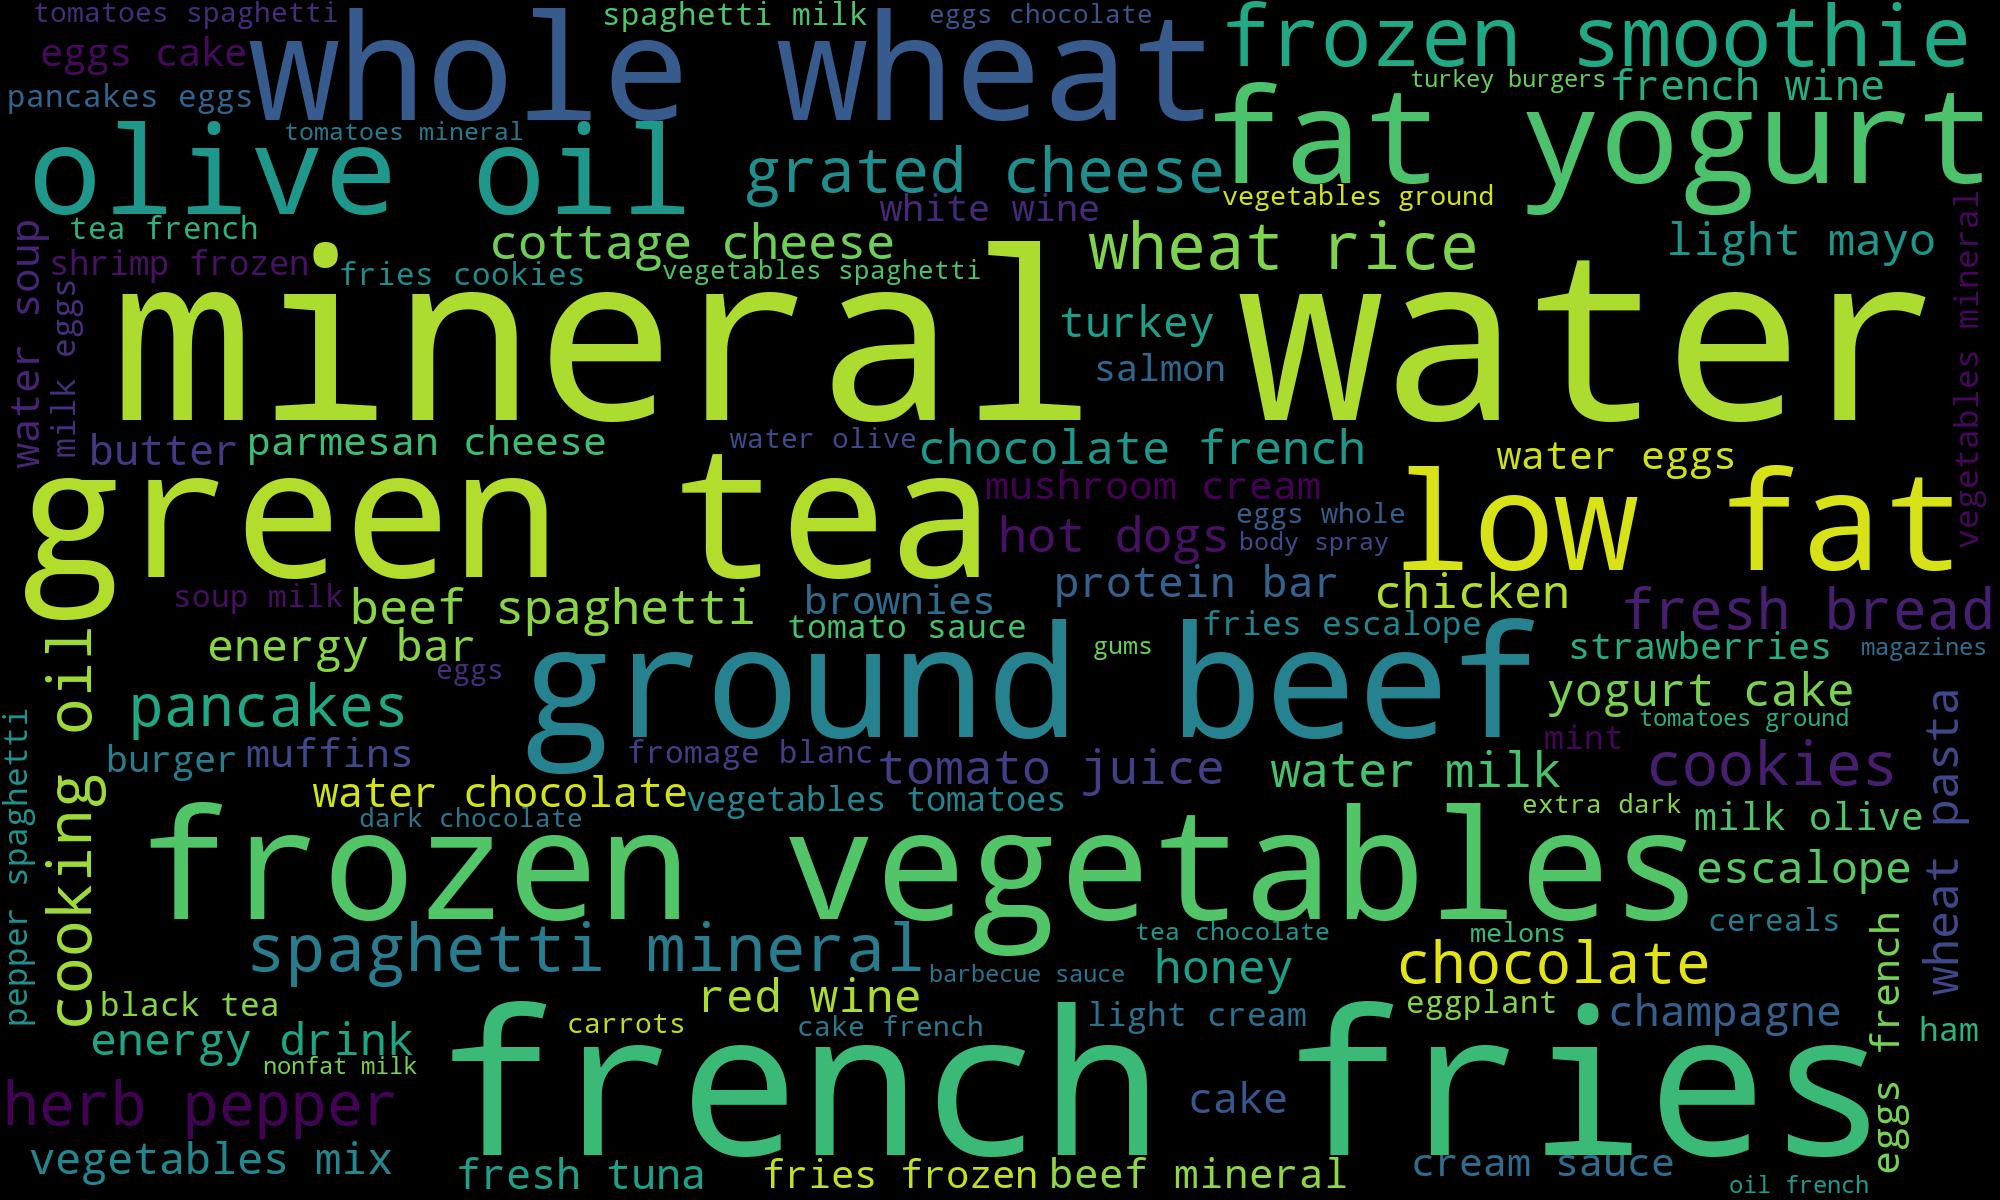 tomatoes spaghetti
spaghetti milk
eggs chocolate
frozen smoothie
eggs cake
whole wheat
turkey burgers
french wine
pancakes eggs
fat yogurt
olive oil
tomatoes mineral
grated cheese
vegetables ground
white wine
tea french
cottage cheese
wheat rice
light mayo
water soup
shrimp frozen
fries cookies
vegetables spaghetti
vegetables mineral
milk eggs
mineral water
turkey
salmon
butter
parmesan cheese
water olive
chocolate french
water eggs
green tea
mushroom cream
low fat
hot dogs
eggs whole
body spray
soup milk
beef spaghetti
brownies
protein bar
chicken
fresh bread
tomato sauce
fries escalope
energy bar
gums
strawberries
magazines
eggs
ground beef
cooking oil
pancakes
yogurt cake
tomatoes ground
pepper spaghetti
burger
muffins
fromage blanc
tomato juice
mint
cookies
wheat pasta
water chocolate
vegetables tomatoes
water milk
dark chocolate
extra dark
milk olive
frozen vegetables
escalope
cereals
spaghetti mineral
tea chocolate
melons
barbecue sauce
honey
chocolate
eggs french
black tea
red wine
eggplant
energy drink
carrots
cake french
light cream
champagne
ham
nonfat milk
french fries
herb pepper
cake
vegetables mix
fresh tuna
fries frozen
beef mineral
cream sauce
oil french